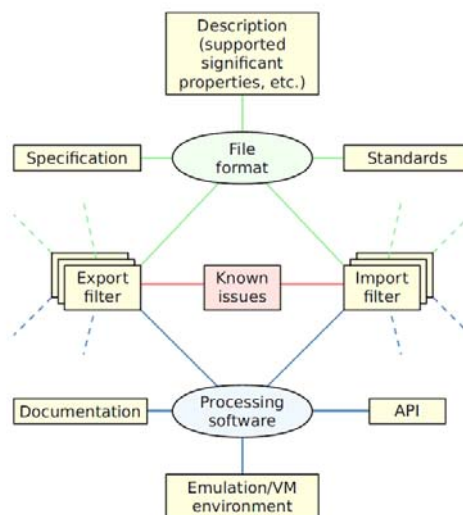 Description
(supported
significant
properties, etc.)
Specification
File
format
Standards
Export
filter
Known
issues
Import
filter
Documentation
Processing
software
API
Emulation/VM
environment